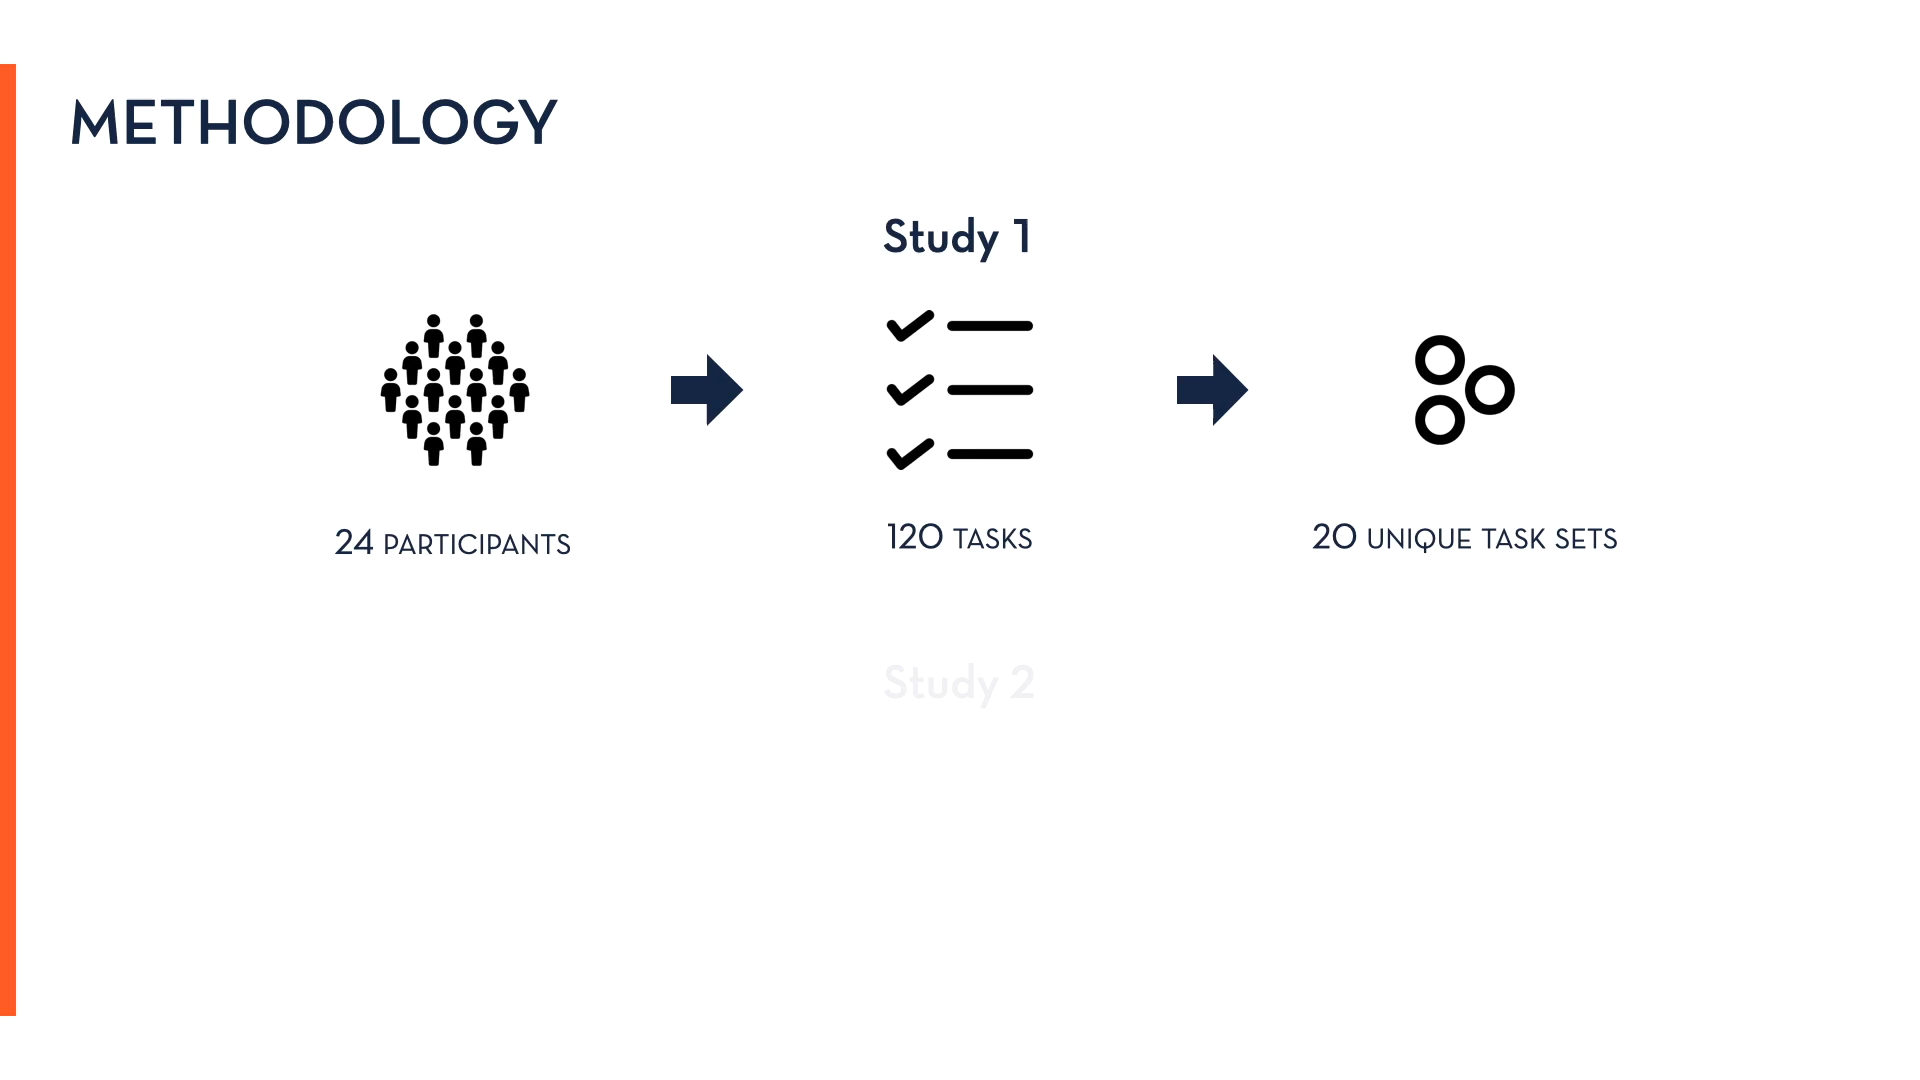 METHODOLOGY
Study 1
24 PARTICIPANTS
120 TASKS
20 UNIQUE TASK SETS
Study 2